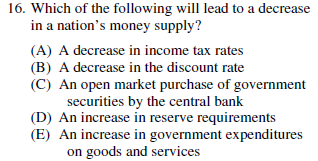 16. Which of the following will lead to a decrease
in a nation's money supply?
(A) A decrease in income tax rates
(B) A decrease in the discount rate
(C) An open market purchase of government
securities by the central bank
(D) An increase in reserve requirements
(E) An increase in government expenditures
on goods and services